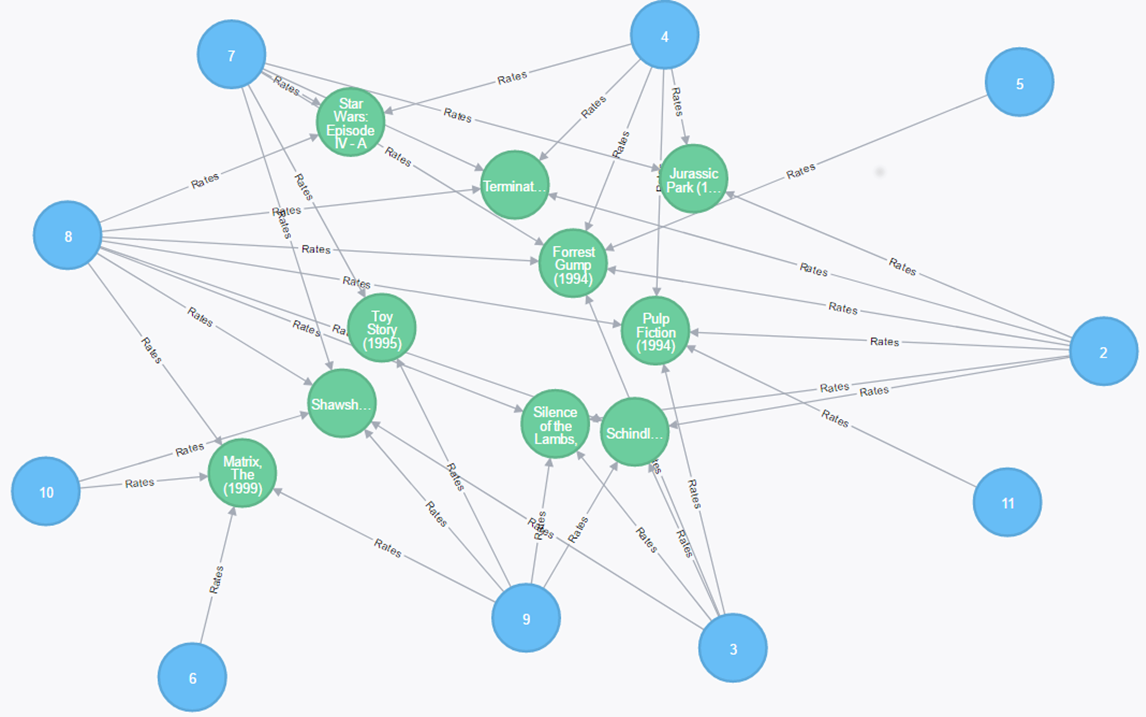 4
7
5
Rates
Rates
Star
Wars:
Episode
IV - A
Rates
Rates
Rates
Rates
Rates
Rates
Jurassic
Park (1...
Rates
Rates
Terminat...
Rates
8
Rates
Rates
Rates
Forrest
Gump
(1994)
Rates
Rates
Rates
Rates
Toy
Story
(1995)
Rates
Rates
Pulp
Fiction
(1994)
Rates
2
Rates
Rates
Rates
Shawsh...
Silence
of the
Lambs,
Schindl...
Rates
Rates
Matrix,
The
(1999)
Rates
Rates
10
Rates
11
Rates
Rates
Rates
Rates
Rates
Rates
Rates
Rates
9
3
6